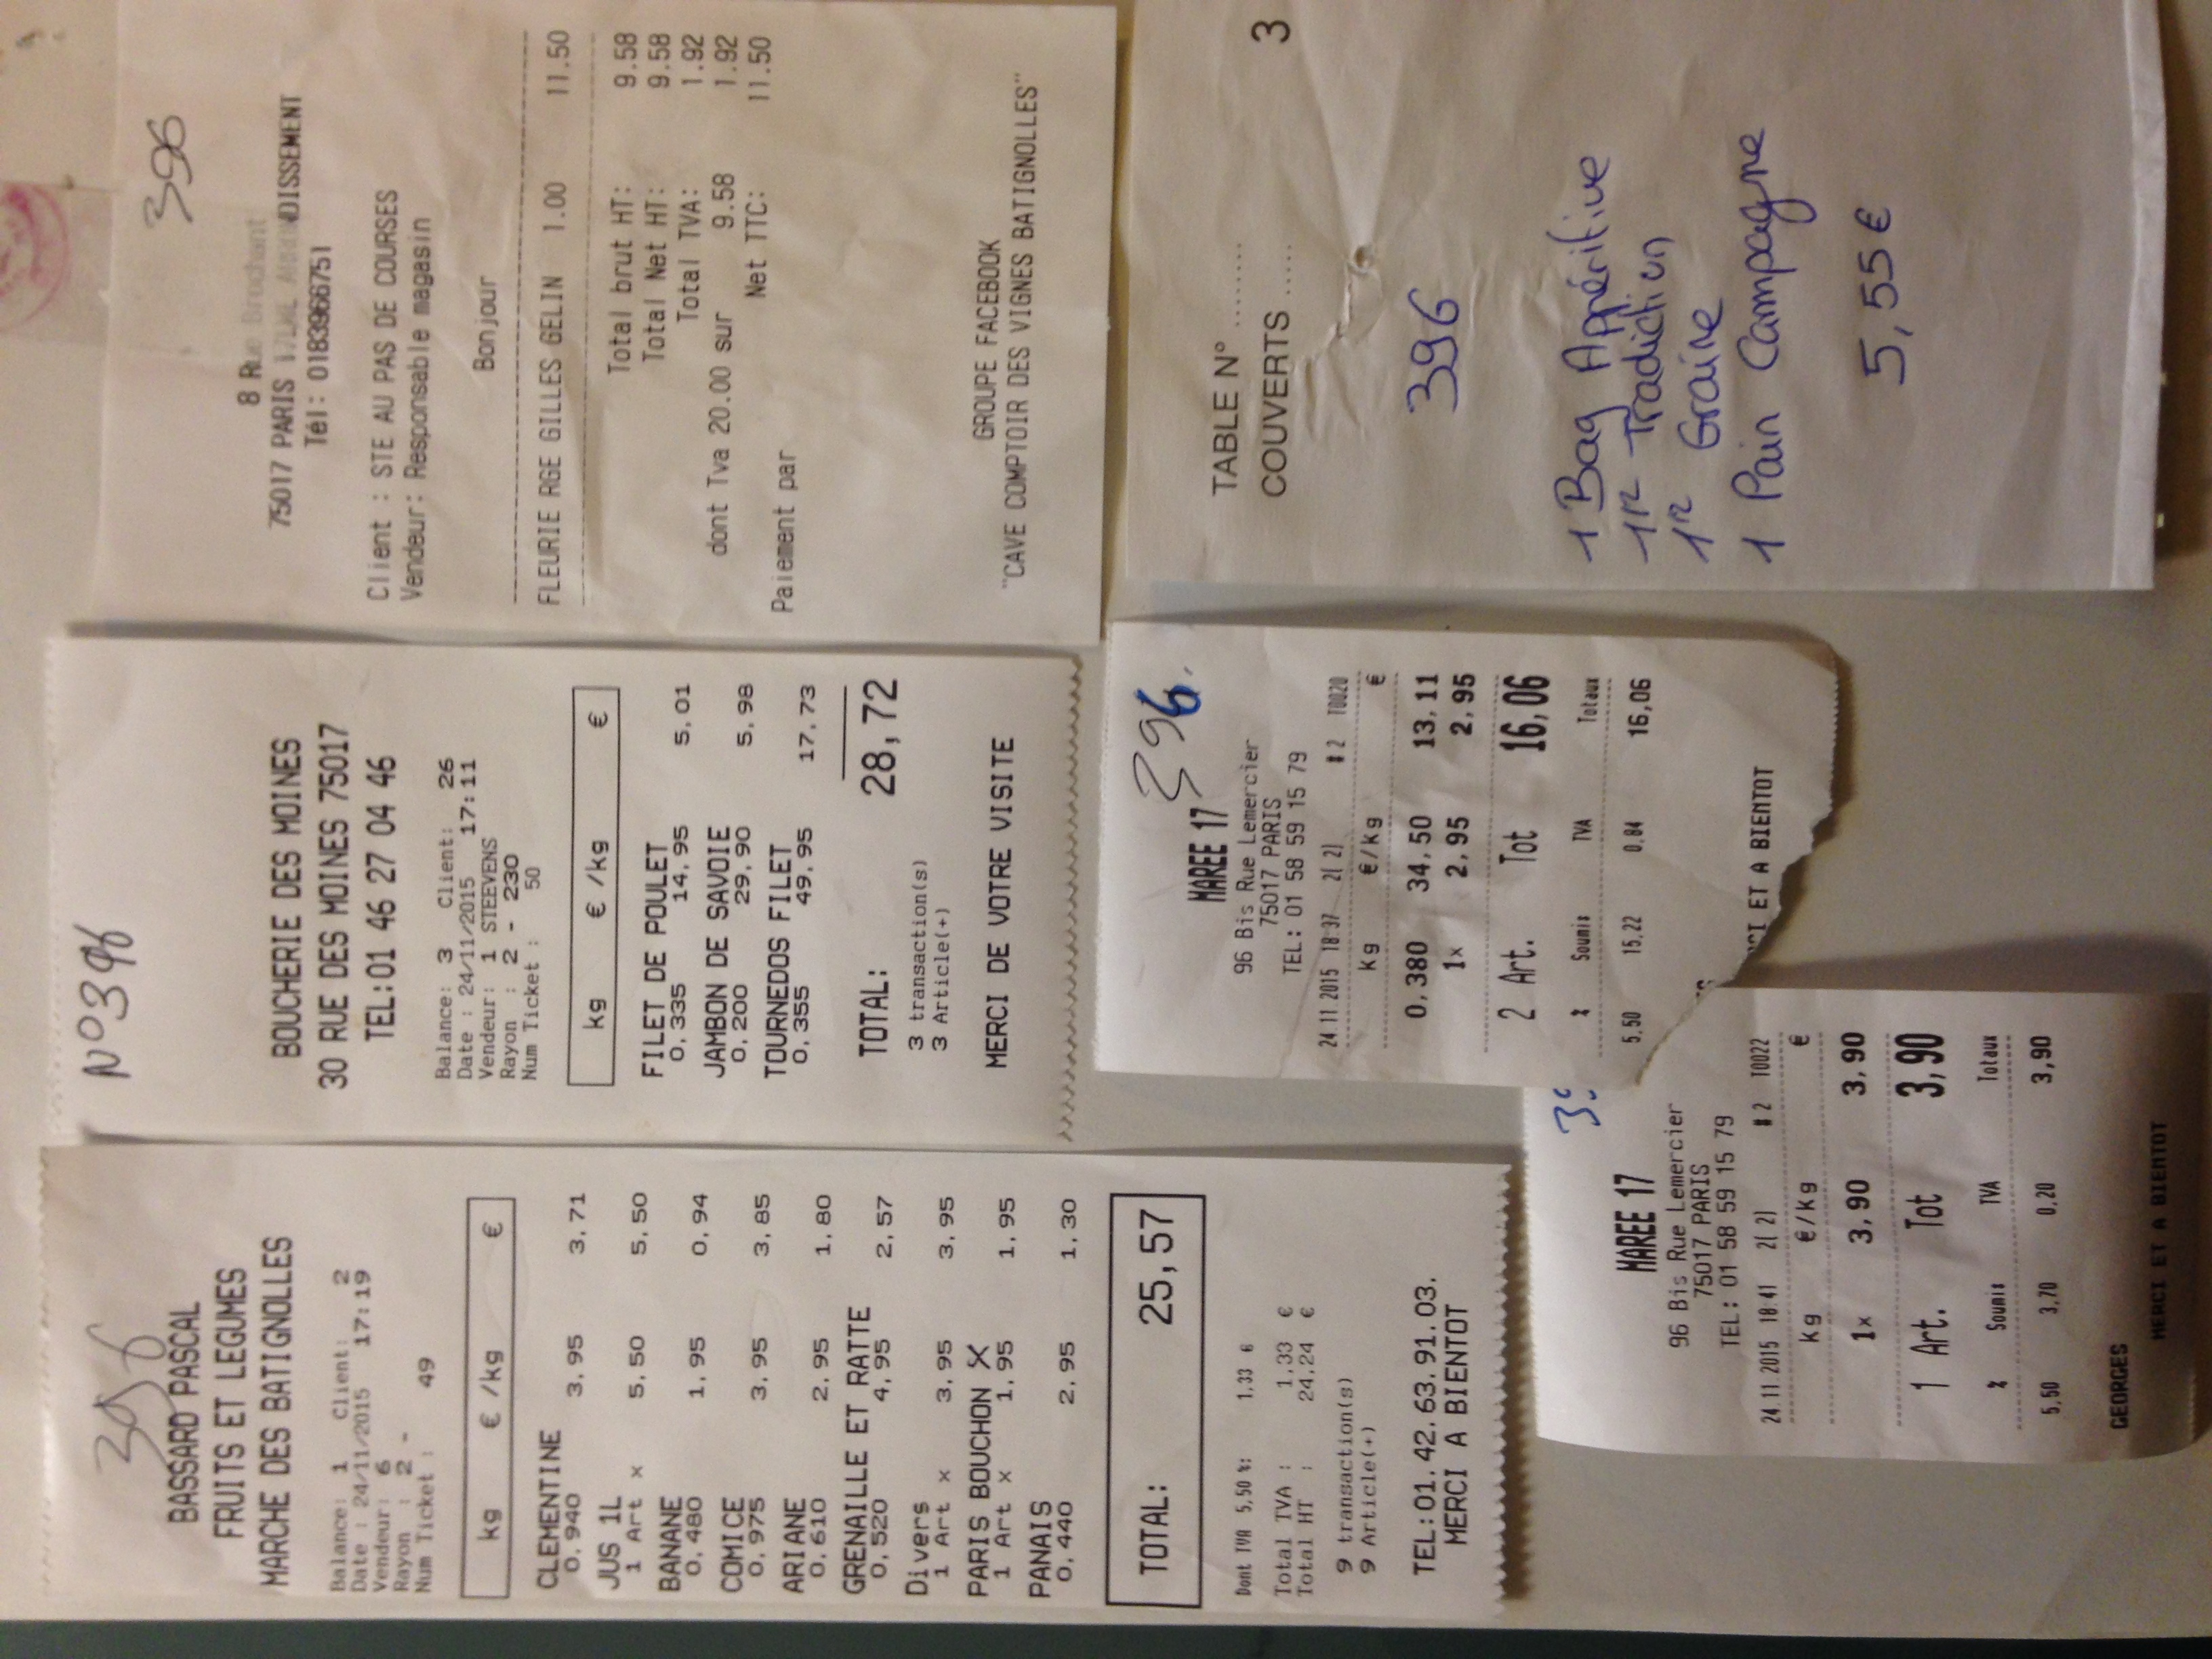 396
BASSARD PASCAL
FRUITS ET LEGUMES
MARCHE DES BATIGNOLLES
Balance: 1 Client: 2
Date : 24/11/2015 17:19
Vendeur: 6
Rayon : 2 -
Num Ticket : 49
kg € /kg €
CLEMENTINE
0,940 3,95 3,71
JUS 1L
1 Art x 5,50 5,50
BANANE
0,480 1,95 0,94
COMICE
0,975 3,95 3,85
ARIANE
0,610 2,95 1,80
GRENAILLE ET RATTE
0,520 4,95 2,57
Divers
1 Art x 3,95 3,95
PARIS BOUCHON X
1 Art x 1,95 1,95
PANAIS
0,440 2,95 1,30
TOTAL: 25,57
Dont TVA 5,50 %: 1,33 €
Total TVA : 1,33 €
Total HT : 24,24 €
9 transaction(s)
9 Article(+)
TEL:01.42.63.91.03.
MERCI A BIENTOT
N°396
BOUCHERIE DES MOINES
30 RUE DES MOINES 75017
TEL:01 46 27 04 46
Balance: 3 Client: 26
Date : 24/11/2015 17:11
Vendeur: 1 STEEVENS
Rayon : 2 - 230
Num Ticket : 50
kg € /kg €
FILET DE POULET
0,335 14,95 5,01
JAMBON DE SAVOIE
0,200 29,90 5,98
TOURNEDOS FILET
0,355 49,95 17,73
TOTAL: 28,72
3 transaction(s)
3 Article(+)
MERCI DE VOTRE VISITE
396
8 Rue Brochant
75017 PARIS 17EME ARRONDISSEMENT
Tél: 0183966751
Client : STE AU PAS DE COURSES
Vendeur: Responsable magasin
Bonjour
FLEURIE RGE GILLES GELIN 1.00 11.50
Total brut HT: 9.58
Total Net HT: 9.58
Total TVA: 1.92
dont Tva 20.00 sur 9.58 1.92
Net TTC: 11.50
Paiement par
GROUPE FACEBOOK
"CAVE COMPTOIR DES VIGNES BATIGNOLLES"
396
MAREE 17
96 Bis Rue Lemercier
75017 PARIS
TEL: 01 58 59 15 79
24.11.2015 18:37 2( 2) #2 T0020
kg €/kg €
0,380 34,50 13,11
1x 2,95 2,95
2 Art. Tot 16,06
% Soumis TVA Totaux
5,50 15,22 0,84 16,06
ET A BIENTOT
MAREE 17
96 Bis Rue Lemercier
75017 PARIS
TEL: 01 58 59 15 79
24.11.2015 18:41 2( 2) #2 T0022
kg €/kg €
1x 3,90 3,90
1 Art. Tot 3,90
% Soumis TVA Totaux
5,50 3,70 0,20 3,90
GEORGES
MERCI ET A BIENTOT
TABLE N° ........
COUVERTS ..... 3
396
1 Bag Appéritive
1/2 Tradiction
1/2 Graine
1 Pain Campagne
5,55€